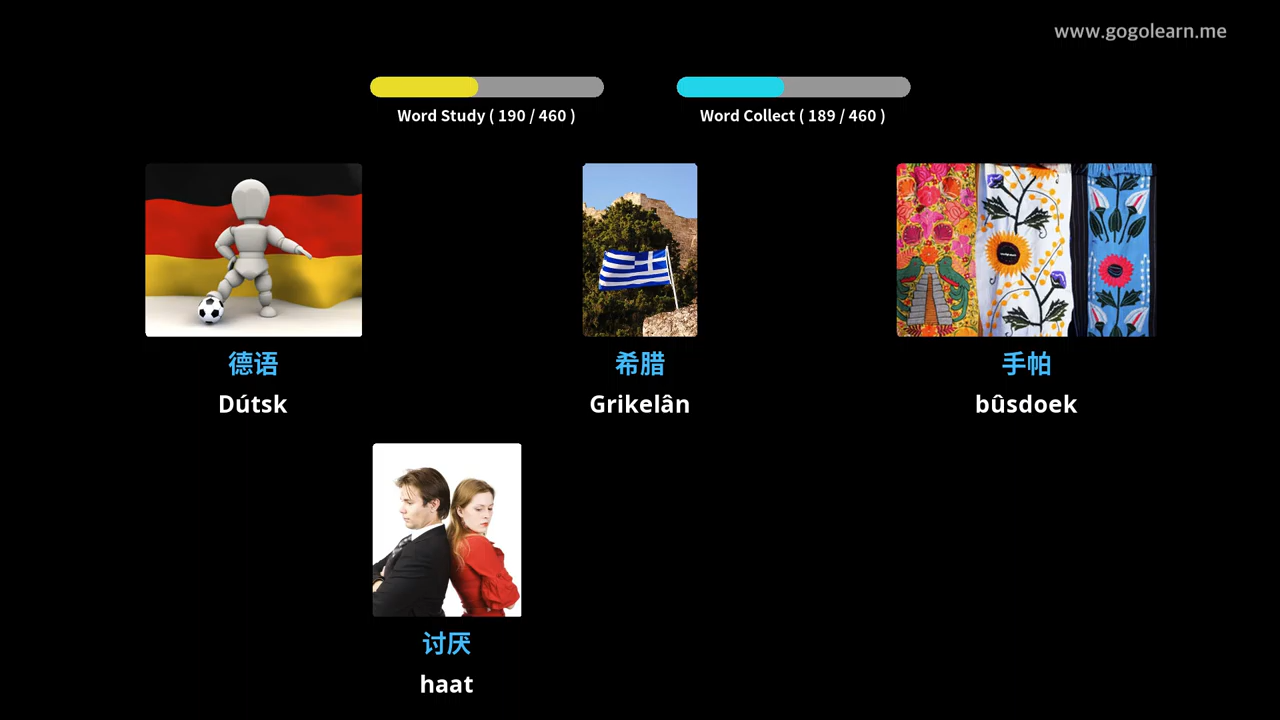 www.gogolearn.me
Word Study ( 190 / 460 )
Word Collect ( 189 / 460 )
德语
Dútsk
希腊
Grikelân
手帕
bûsdoek
讨厌
haat